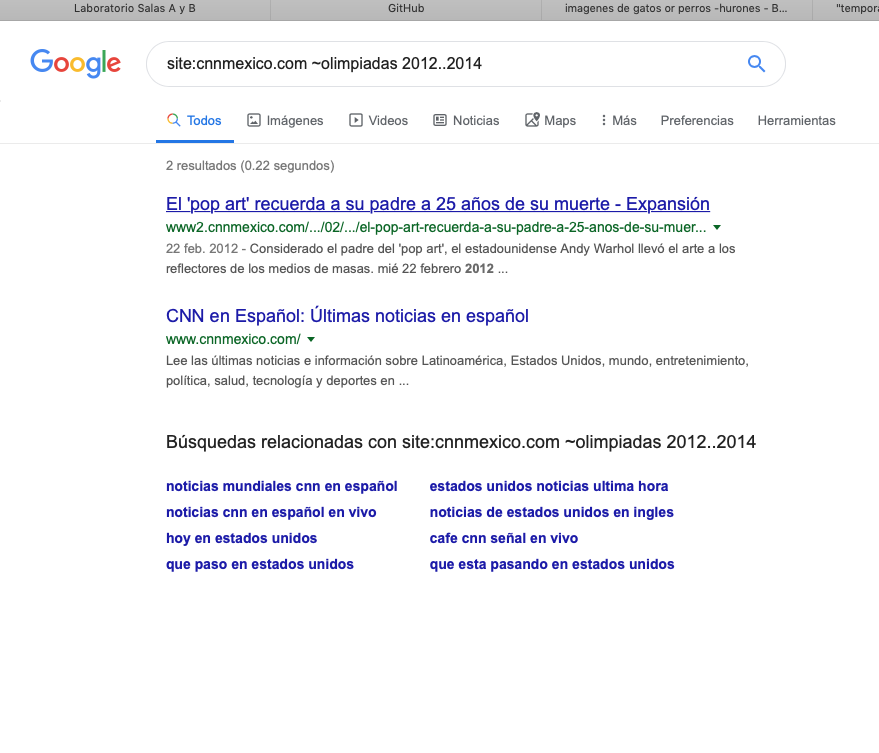 Laboratorio Salas A y B
GitHub
imagenes de gatos or perros -hurones - B...
"tempora
Google
site:cnnmexico.com ~olimpiadas 2012..2014
Todos
Imágenes
Videos
Noticias
Maps
Más
Preferencias
Herramientas
2 resultados (0.22 segundos)
El 'pop art' recuerda a su padre a 25 años de su muerte - Expansión
www2.cnnmexico.com/.../02/.../el-pop-art-recuerda-a-su-padre-a-25-anos-de-su-muer...
22 feb. 2012 - Considerado el padre del 'pop art', el estadounidense Andy Warhol llevó el arte a los
reflectores de los medios de masas. mié 22 febrero 2012 ...
CNN en Español: Últimas noticias en español
www.cnnmexico.com/
Lee las últimas noticias e información sobre Latinoamérica, Estados Unidos, mundo, entretenimiento,
política, salud, tecnología y deportes en ...
Búsquedas relacionadas con site:cnnmexico.com ~olimpiadas 2012..2014
noticias mundiales cnn en español
estados unidos noticias ultima hora
noticias cnn en español en vivo
noticias de estados unidos en ingles
hoy en estados unidos
cafe cnn señal en vivo
que paso en estados unidos
que esta pasando en estados unidos